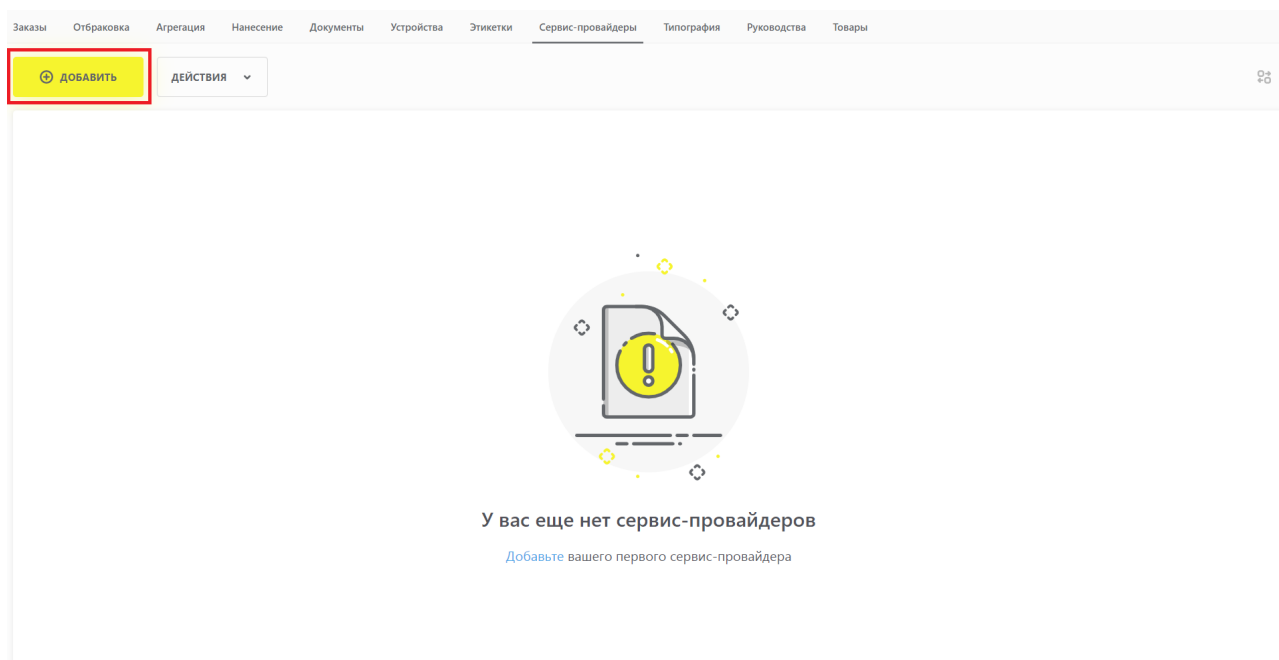 Заказы Отбраковка Агрегация Нанесение Документы Устройства Этикетки Сервис-провайдеры Типография Руководства Товары
ДОБАВИТЬ ДЕЙСТВИЯ
У вас еще нет сервис-провайдеров
Добавьте вашего первого сервис-провайдера